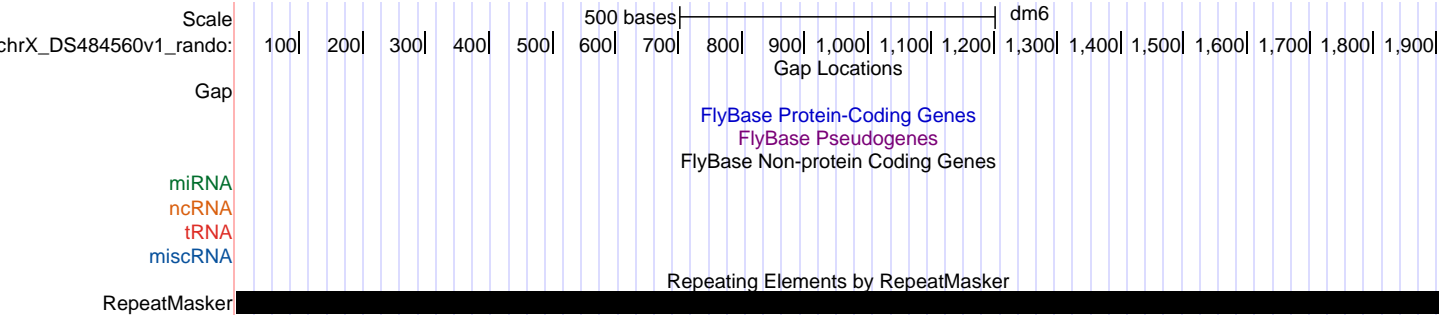 Scale 500 bases dm6
chrX_DS484560v1_rando: 100 200 300 400 500 600 700 800 900 1,000 1,100 1,200 1,300 1,400 1,500 1,600 1,700 1,800 1,900
Gap Locations
Gap
FlyBase Protein-Coding Genes
FlyBase Pseudogenes
FlyBase Non-protein Coding Genes
miRNA
ncRNA
tRNA
miscRNA
Repeating Elements by RepeatMasker
RepeatMasker